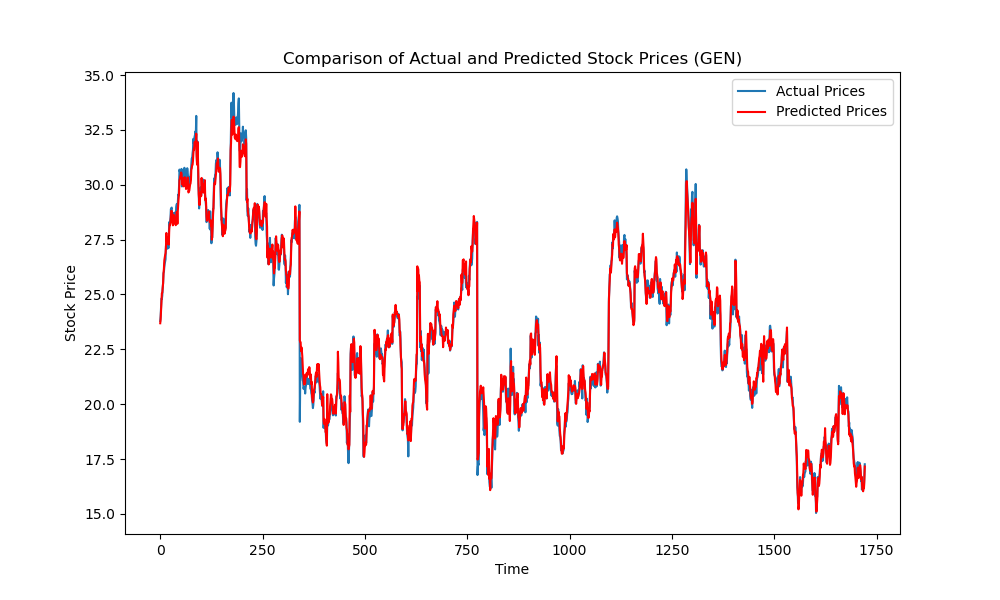 Comparison of Actual and Predicted Stock Prices (GEN)
Actual Prices
Predicted Prices
Stock Price
35.0
32.5
30.0
27.5
25.0
22.5
20.0
17.5
15.0
0 250 500 750 1000 1250 1500 1750
Time